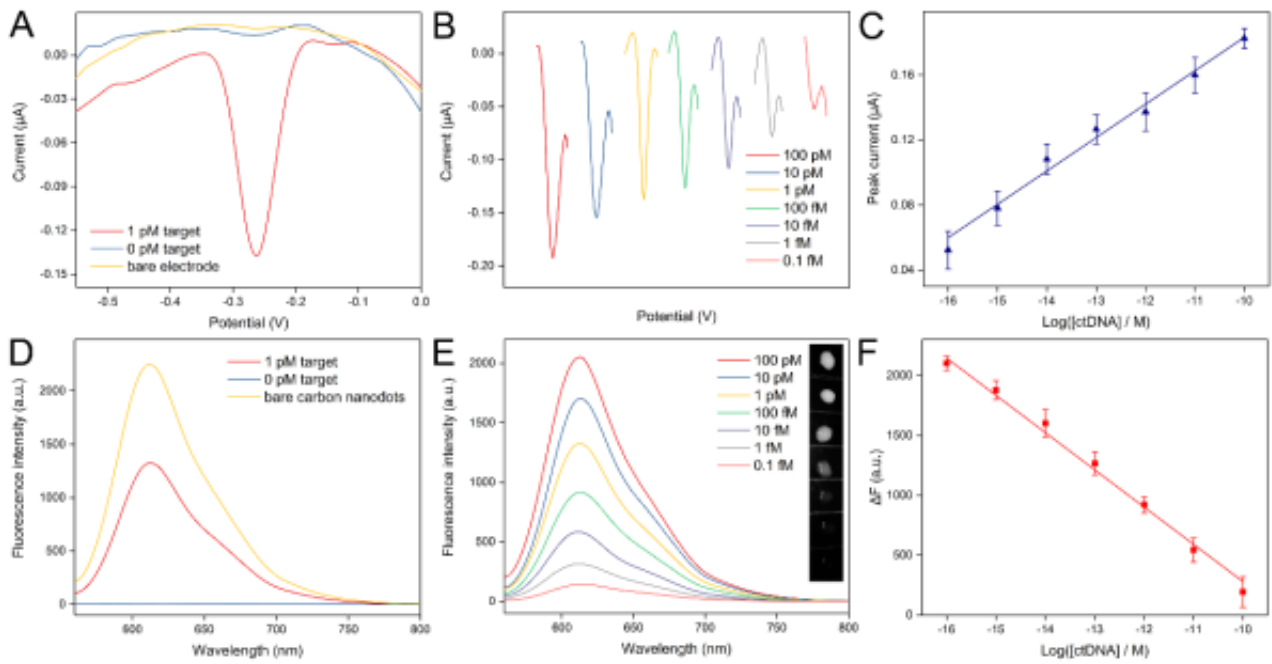 A
Current (µA)
0.00
-0.03
-0.06
-0.09
-0.12
-0.15
1 pM target
0 pM target
bare electrode
-0.5
-0.4
-0.3
-0.2
-0.1
0.0
Potential (V)
B
Current (µA)
0.00
-0.05
-0.10
-0.15
-0.20
100 pM
10 pM
1 pM
100 fM
10 fM
1 fM
0.1 fM
Potential (V)
C
Peak current (µA)
0.16
0.12
0.08
0.04
-16
-15
-14
-13
-12
-11
-10
Log([ctDNA] / M)
D
Fluorescence intensity (a.u.)
2000
1500
1000
500
0
1 pM target
0 pM target
bare carbon nanodots
600
650
700
750
800
Wavelength (nm)
E
Fluorescence intensity (a.u.)
2000
1500
1000
500
0
100 pM
10 pM
1 pM
100 fM
10 fM
1 fM
0.1 fM
600
650
700
750
800
Wavelength (nm)
F
ΔF (a.u.)
2000
1500
1000
500
0
-16
-15
-14
-13
-12
-11
-10
Log([ctDNA] / M)